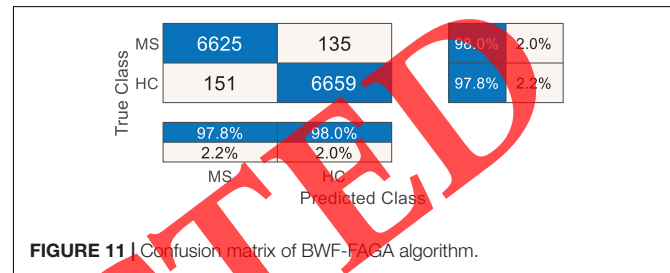 True Class
MS 6625 135 98.0% 2.0%
HC 151 6659 97.8% 2.2%
97.8% 98.0%
2.2% 2.0%
MS HC
Predicted Class
FIGURE 11 | Confusion matrix of BWF-FAGA algorithm.
TED